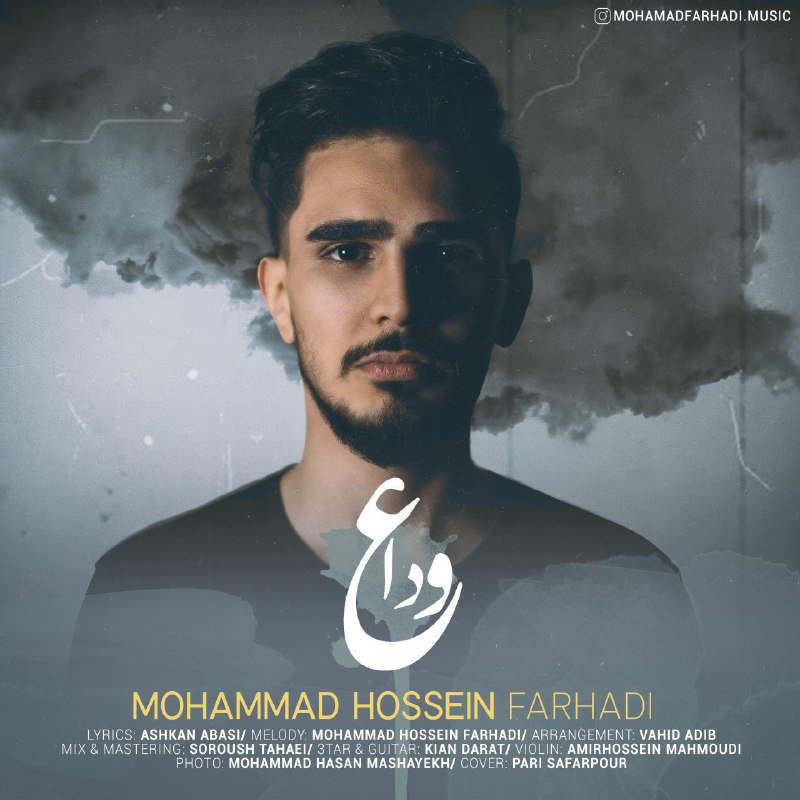 MOHAMADFARHADI.MUSIC
وداع
MOHAMMAD HOSSEIN FARHADI
LYRICS: ASHKAN ABASI/ MELODY: MOHAMMAD HOSSEIN FARHADI/ ARRANGEMENT: VAHID ADIB
MIX & MASTERING: SOROUSH TAHAEI/ 3TAR & GUITAR: KIAN DARAT/ VIOLIN: AMIRHOSSEIN MAHMOUDI
PHOTO: MOHAMMAD HASAN MASHAYEKH/ COVER: PARI SAFARPOUR